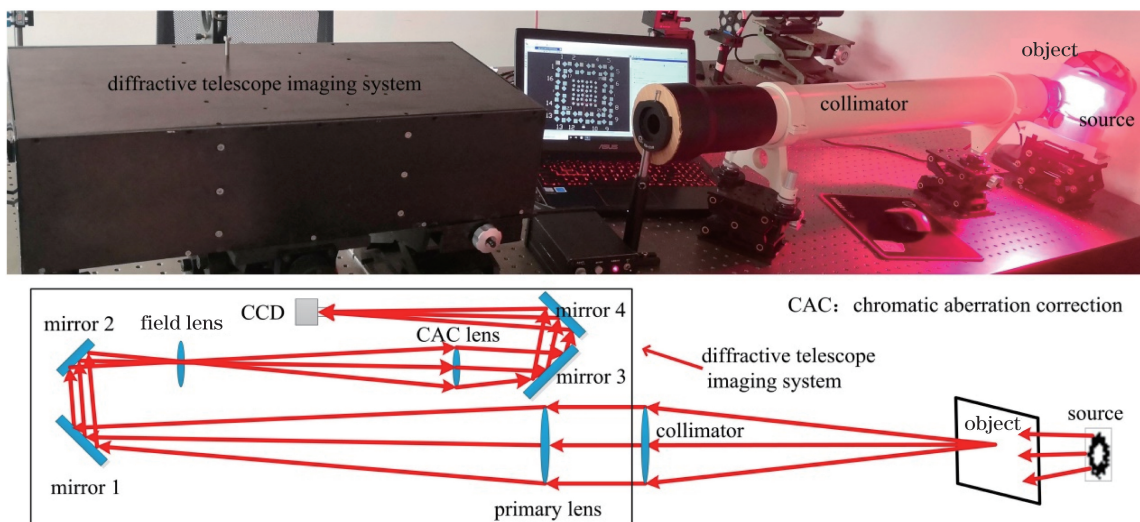 object
diffractive telescope imaging system
collimator
source
ASUS
CCD
CAC: chromatic aberration correction
mirror 2
field lens
mirror 4
CAC lens
diffractive telescope
imaging system
mirror 3
collimator
object
source
mirror 1
primary lens